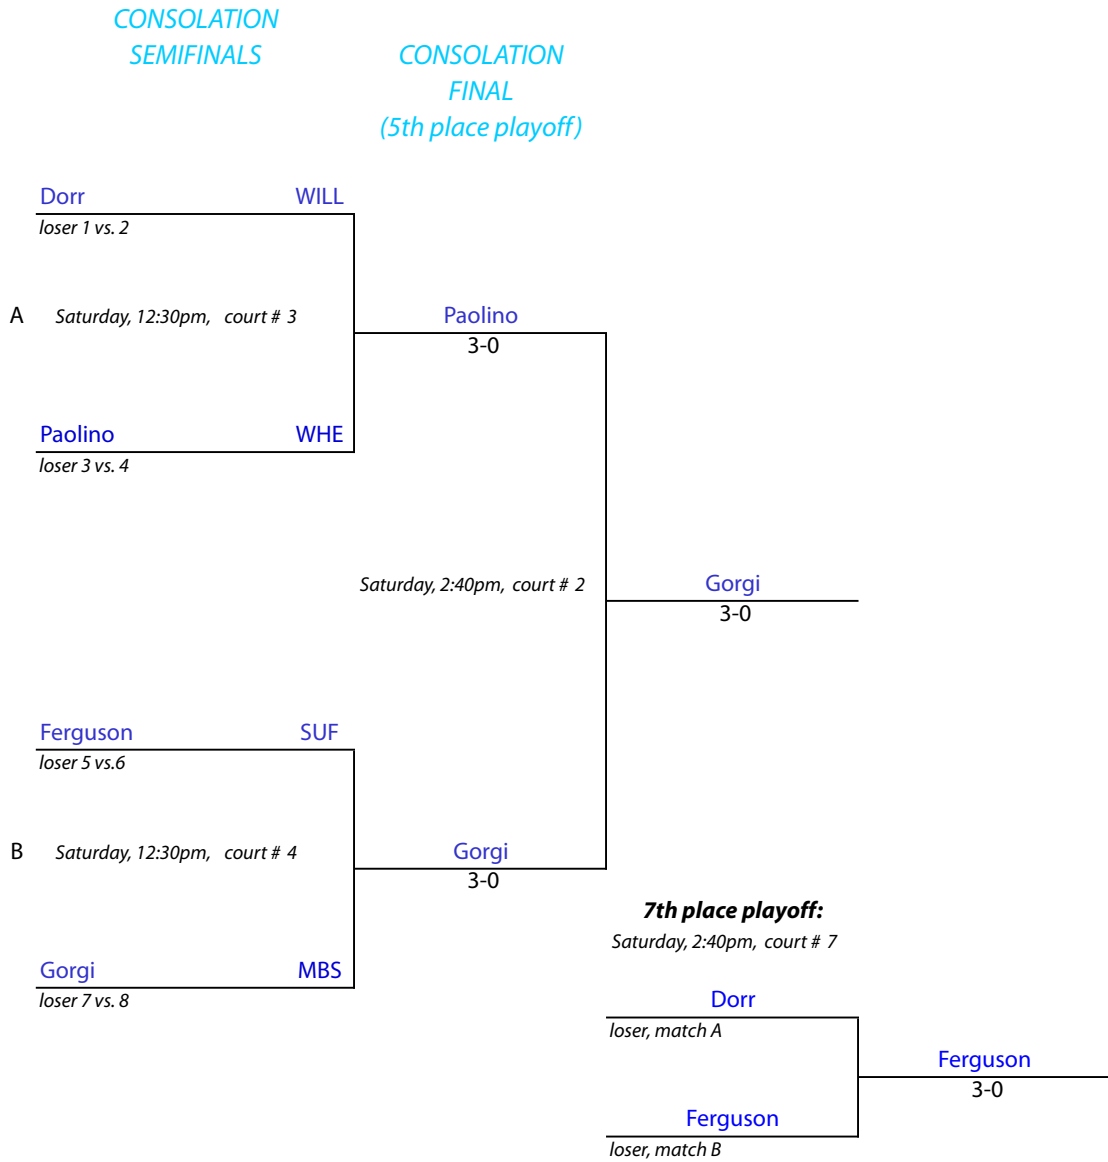 CONSOLATION
SEMIFINALS
CONSOLATION
FINAL
(5th place playoff)
Dorr WILL
loser 1 vs. 2
A Saturday, 12:30pm, court # 3
Paolino
3-0
Paolino WHE
loser 3 vs. 4
Saturday, 2:40pm, court # 2
Gorgi
3-0
Ferguson SUF
loser 5 vs.6
B Saturday, 12:30pm, court # 4
Gorgi
3-0
7th place playoff:
Saturday, 2:40pm, court # 7
Gorgi MBS
loser 7 vs. 8
Dorr
loser, match A
Ferguson
3-0
Ferguson
loser, match B